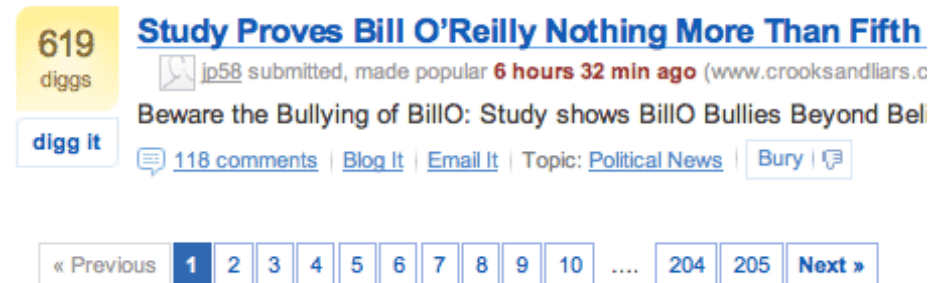 619
diggs
digg it
Study Proves Bill O’Reilly Nothing More Than Fifth
jp58 submitted, made popular 6 hours 32 min ago (www.crooksandliars.c
Beware the Bullying of BillO: Study shows BillO Bullies Beyond Beli
118 comments | Blog It | Email It | Topic: Political News | Bury |
« Previous 1 2 3 4 5 6 7 8 9 10 .... 204 205 Next »